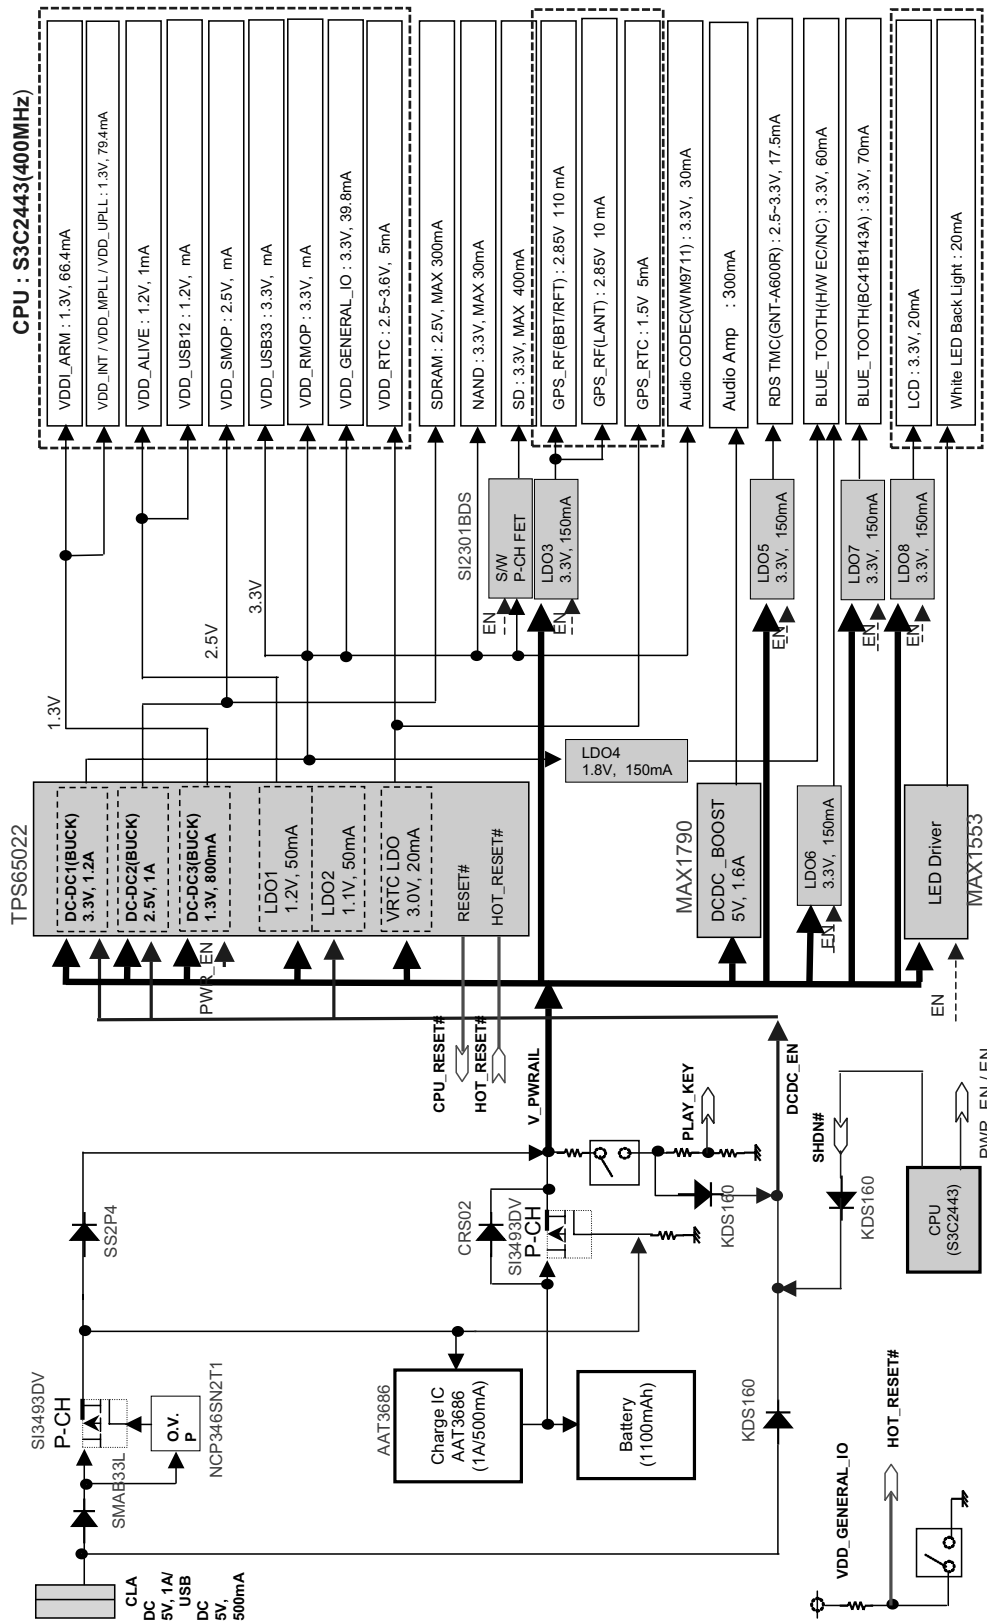 CPU : S3C2443(400MHz)
VDDI_ARM : 1.3V, 66.4mA
VDD_INT / VDD_MPLL / VDD_UPLL : 1.3V, 79.4mA
VDD_ALIVE : 1.2V, 1mA
VDD_USB12 : 1.2V, mA
VDD_SMOP : 2.5V, mA
VDD_USB33 : 3.3V, mA
VDD_RMOP : 3.3V, mA
VDD_GENERAL_IO : 3.3V, 39.8mA
VDD_RTC : 2.5~3.6V, 5mA
SDRAM : 2.5V, MAX 300mA
NAND : 3.3V, MAX 30mA
SD : 3.3V, MAX 400mA
GPS_RF(BBT/RFT) : 2.85V 110 mA
GPS_RF(LANT) : 2.85V 10 mA
GPS_RTC : 1.5V 5mA
Audio CODEC(WM9711) : 3.3V, 30mA
Audio Amp : 300mA
RDS TMC(GNT-A600R) : 2.5~3.3V, 17.5mA
BLUE_TOOTH(H/W EC/NC) : 3.3V, 60mA
BLUE_TOOTH(BC41B143A) : 3.3V, 70mA
LCD : 3.3V, 20mA
White LED Back Light : 20mA
1.3V
2.5V
3.3V
SI2301BDS
S/W
P-CH FET
EN
LDO3
3.3V, 150mA
EN
LDO5
3.3V, 150mA
EN
LDO7
3.3V, 150mA
EN
LDO8
3.3V, 150mA
EN
LDO4
1.8V, 150mA
TPS65022
DC-DC1(BUCK)
3.3V, 1.2A
DC-DC2(BUCK)
2.5V, 1A
DC-DC3(BUCK)
1.3V, 800mA
LDO1
1.2V, 50mA
LDO2
1.1V, 50mA
VRTC LDO
3.0V, 20mA
RESET#
HOT_RESET#
PWR_EN
MAX1790
DCDC_BOOST
5V, 1.6A
LDO6
3.3V, 150mA
EN
LED Driver
MAX1553
EN
CPU_RESET#
HOT_RESET#
V_PWRAIL
PLAY_KEY
DCDC_EN
SHDN#
PWR_EN / EN
SS2P4
CRS02
SI3493DV
P-CH
KDS160
KDS160
CPU
(S3C2443)
SI3493DV
P-CH
O.V.
P
NCP346SN2T1
SMAB33L
AAT3686
Charge IC
AAT3686
(1A/500mA)
Battery
(1100mAh)
KDS160
CLA
DC
5V, 1A/
USB
DC
5V,
500mA
VDD_GENERAL_IO
HOT_RESET#